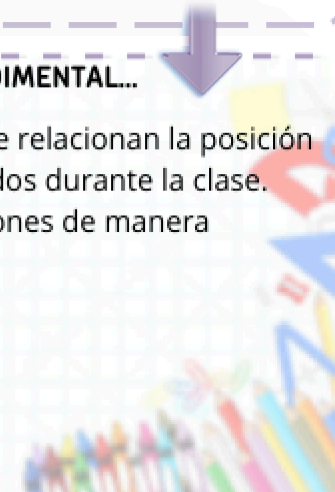 DIMENTAL...
e relacionan la posición
dos durante la clase.
ones de manera